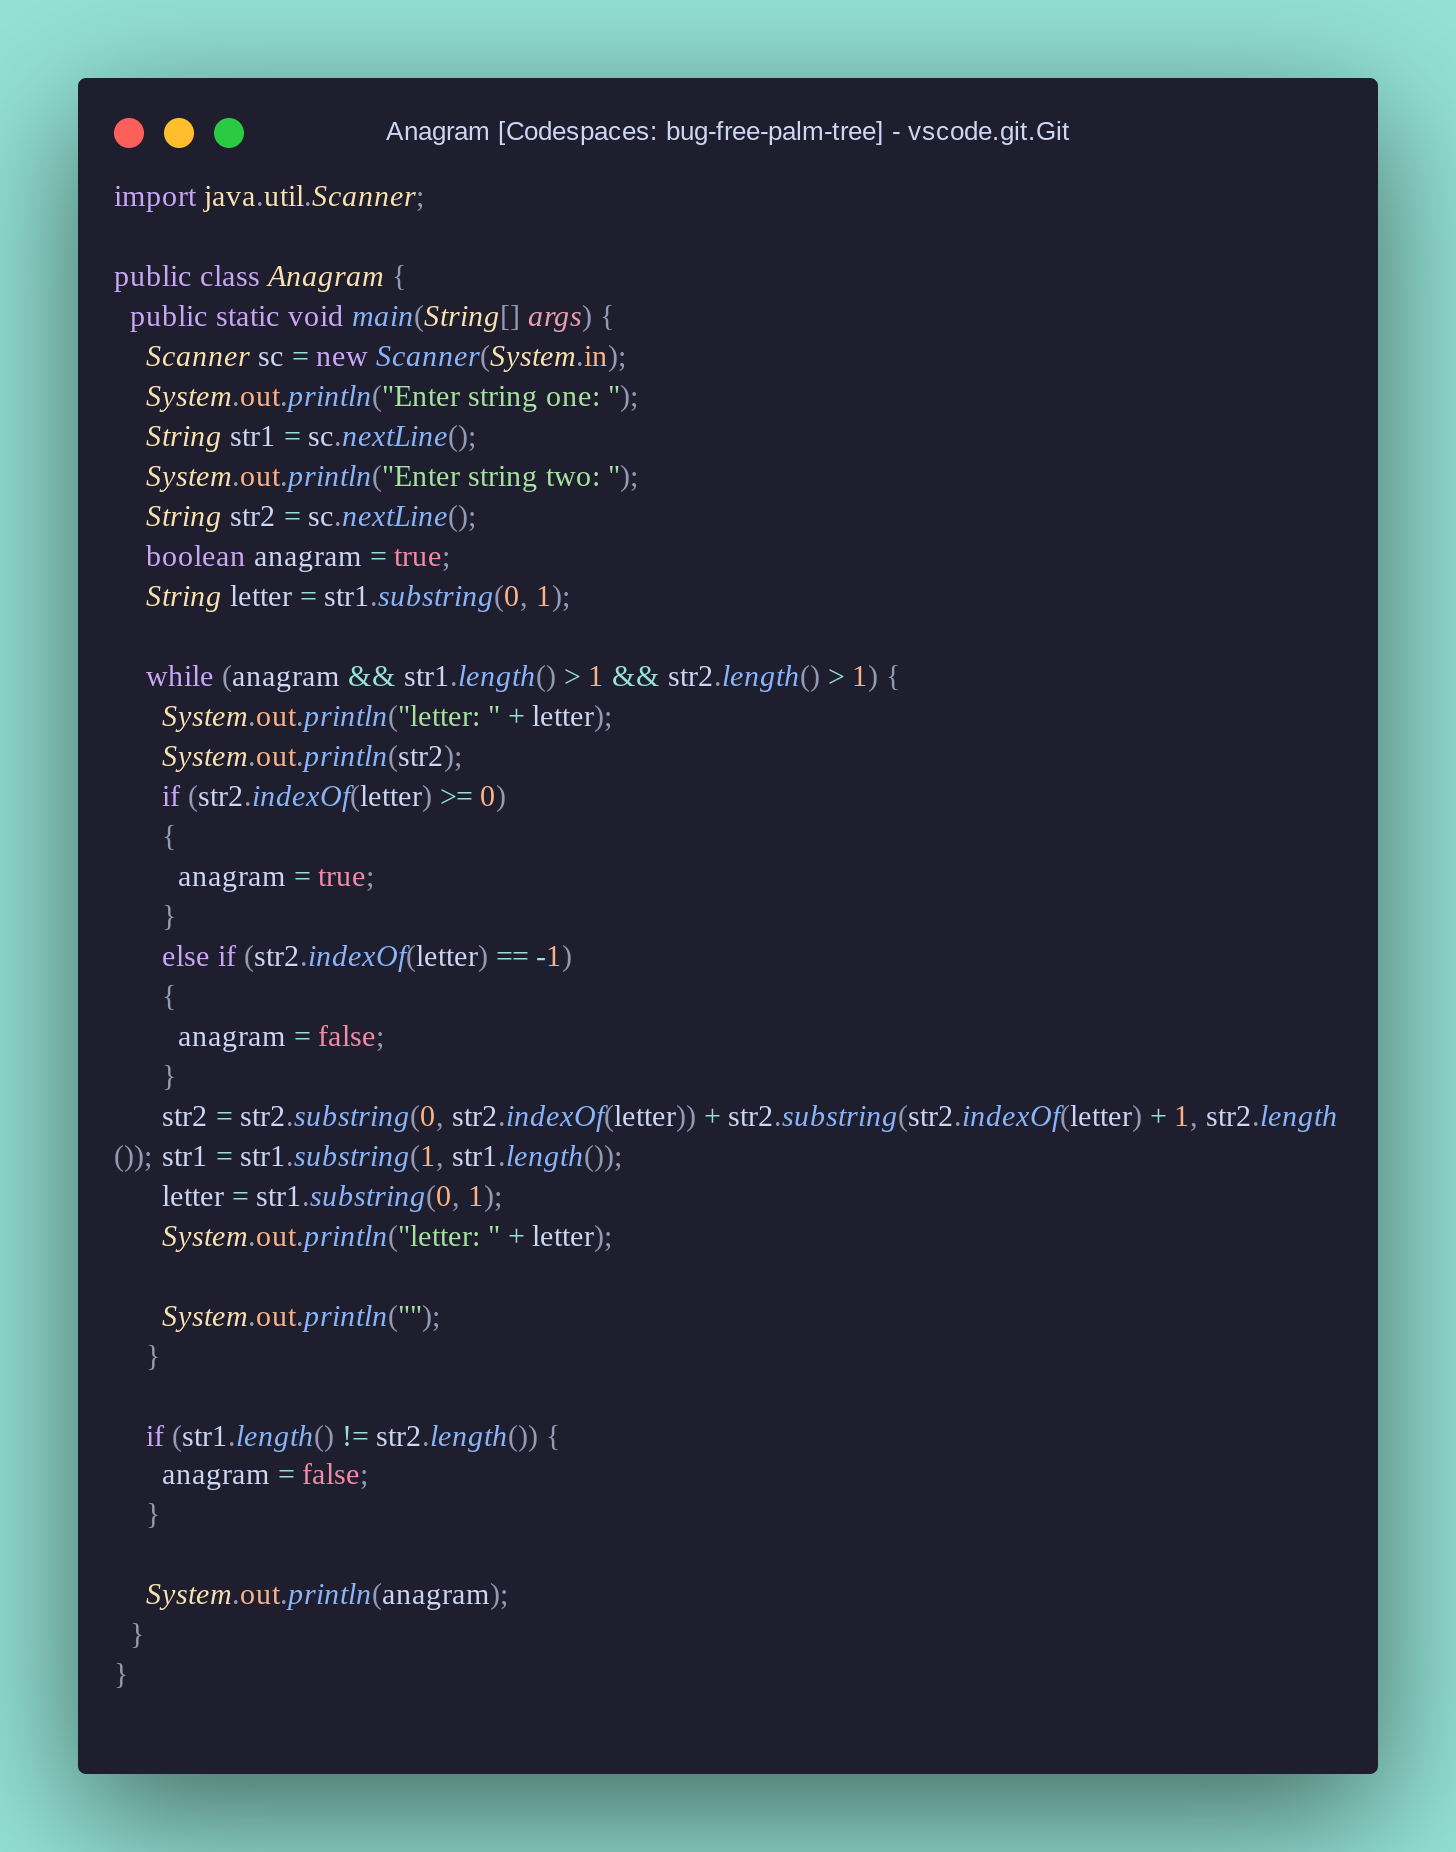 Anagram [Codespaces: bug-free-palm-tree] - vscode.git.Git
import java.util.Scanner;

public class Anagram {
  public static void main(String[] args) {
    Scanner sc = new Scanner(System.in);
    System.out.println("Enter string one: ");
    String str1 = sc.nextLine();
    System.out.println("Enter string two: ");
    String str2 = sc.nextLine();
    boolean anagram = true;
    String letter = str1.substring(0, 1);

    while (anagram && str1.length() > 1 && str2.length() > 1) {
      System.out.println("letter: " + letter);
      System.out.println(str2);
      if (str2.indexOf(letter) >= 0)
      {
        anagram = true;
      }
      else if (str2.indexOf(letter) == -1)
      {
        anagram = false;
      }
      str2 = str2.substring(0, str2.indexOf(letter)) + str2.substring(str2.indexOf(letter) + 1, str2.length
()); str1 = str1.substring(1, str1.length());
      letter = str1.substring(0, 1);
      System.out.println("letter: " + letter);

      System.out.println("");
    }

    if (str1.length() != str2.length()) {
      anagram = false;
    }

    System.out.println(anagram);
  }
}